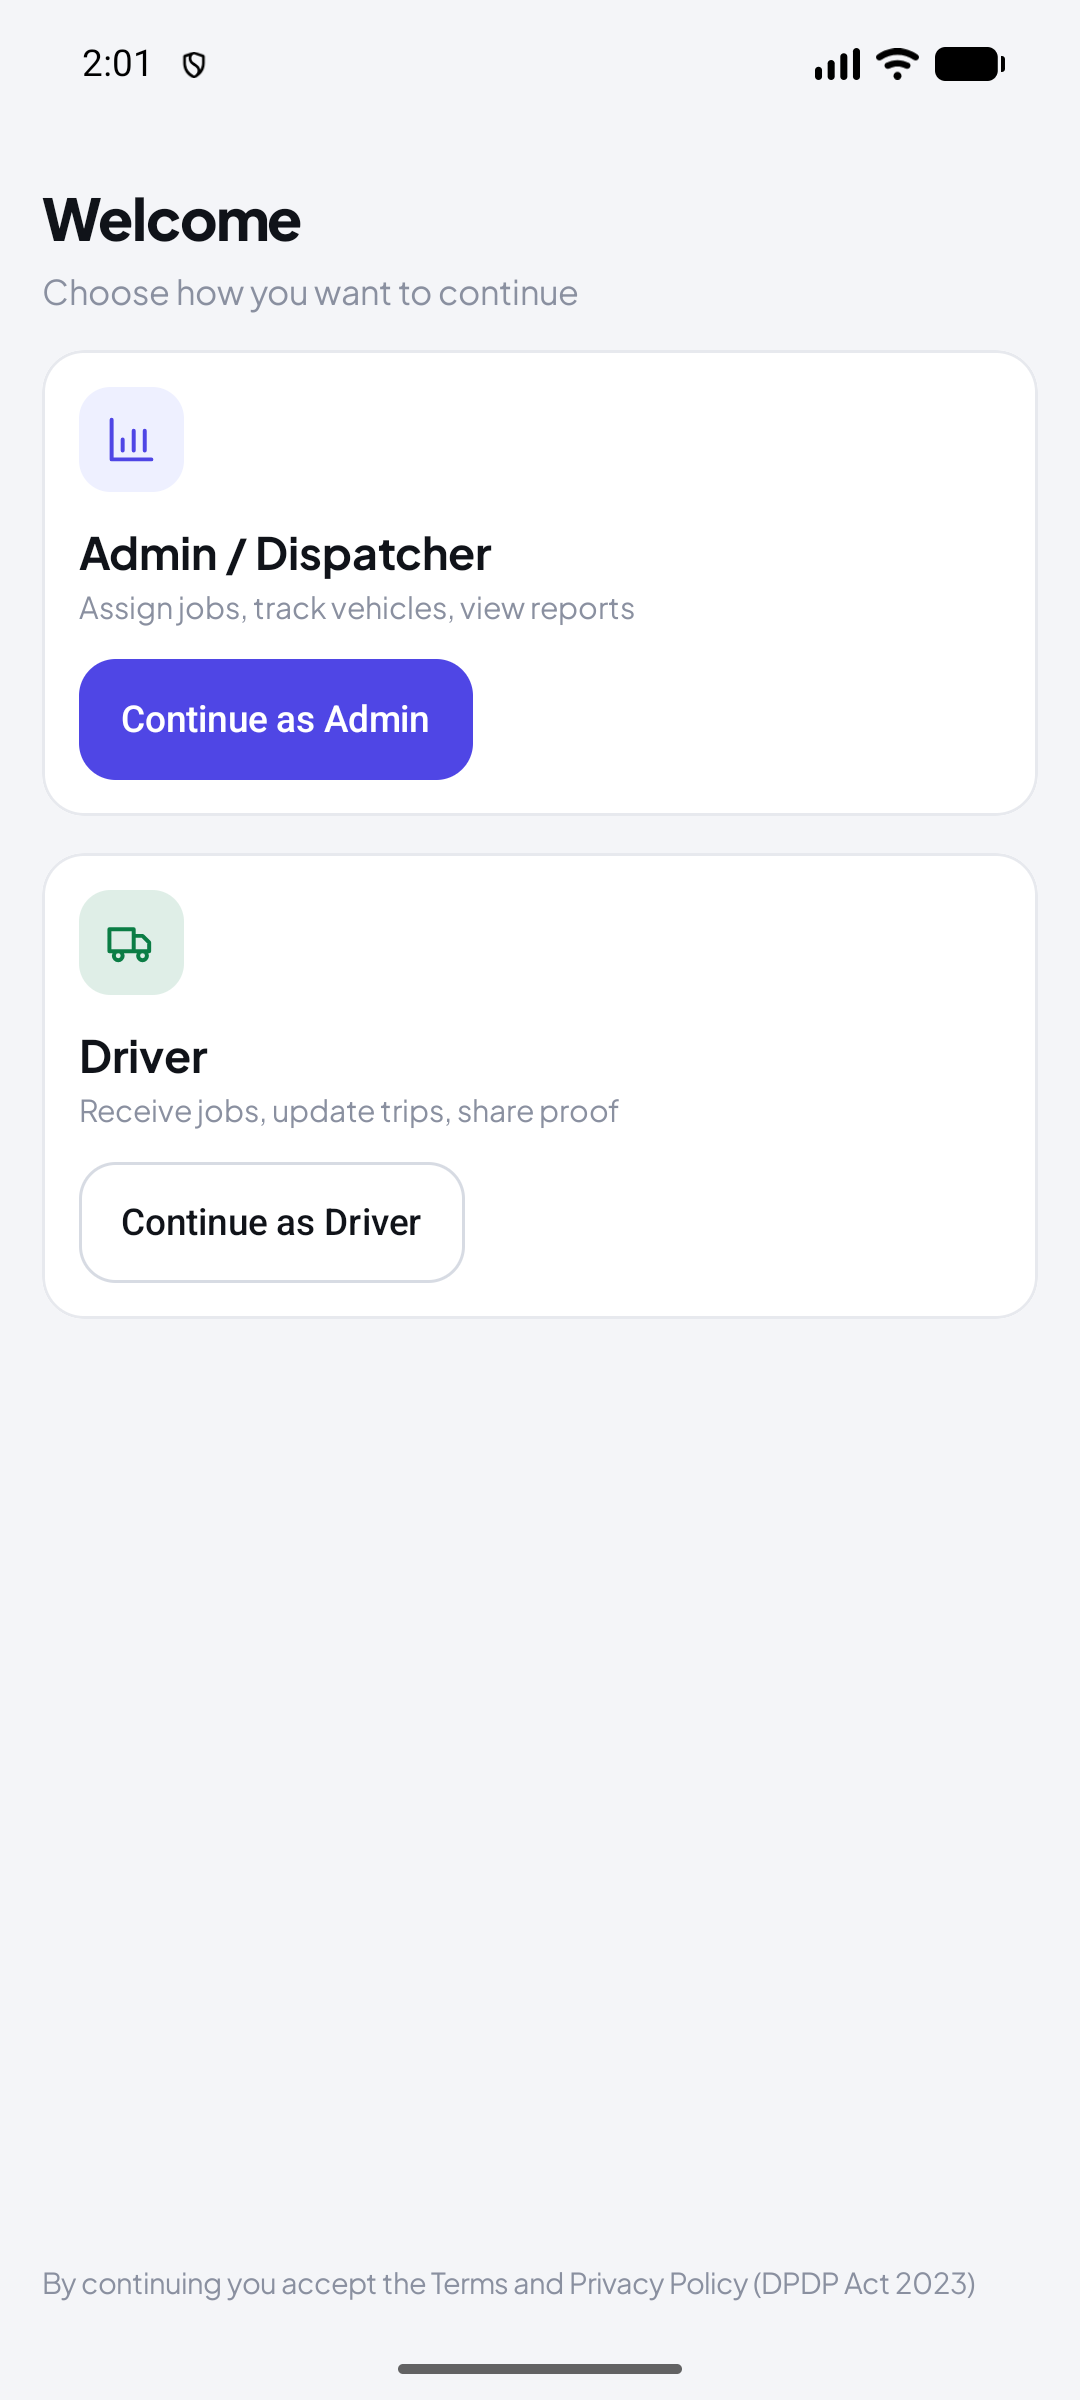 2:01
Welcome
Choose how you want to continue
Admin / Dispatcher
Assign jobs, track vehicles, view reports
Continue as Admin
Driver
Receive jobs, update trips, share proof
Continue as Driver
By continuing you accept the Terms and Privacy Policy (DPDP Act 2023)